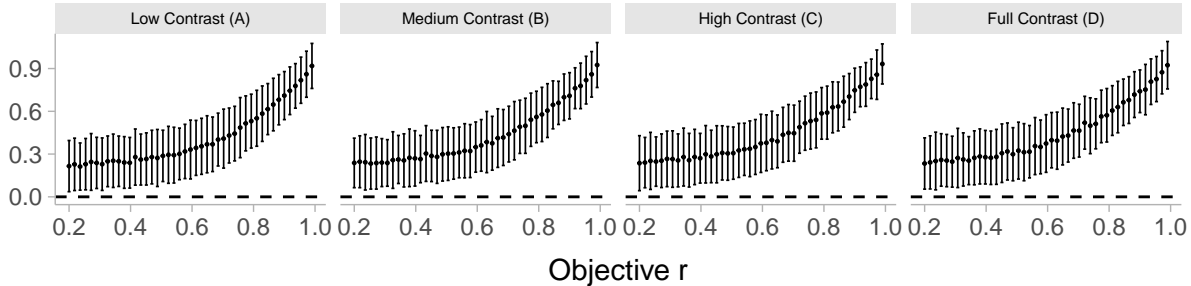 Low Contrast (A) Medium Contrast (B) High Contrast (C) Full Contrast (D)
0.9
0.6
0.3
0.0
0.2 0.4 0.6 0.8 1.0 0.2 0.4 0.6 0.8 1.0 0.2 0.4 0.6 0.8 1.0 0.2 0.4 0.6 0.8 1.0
Objective r